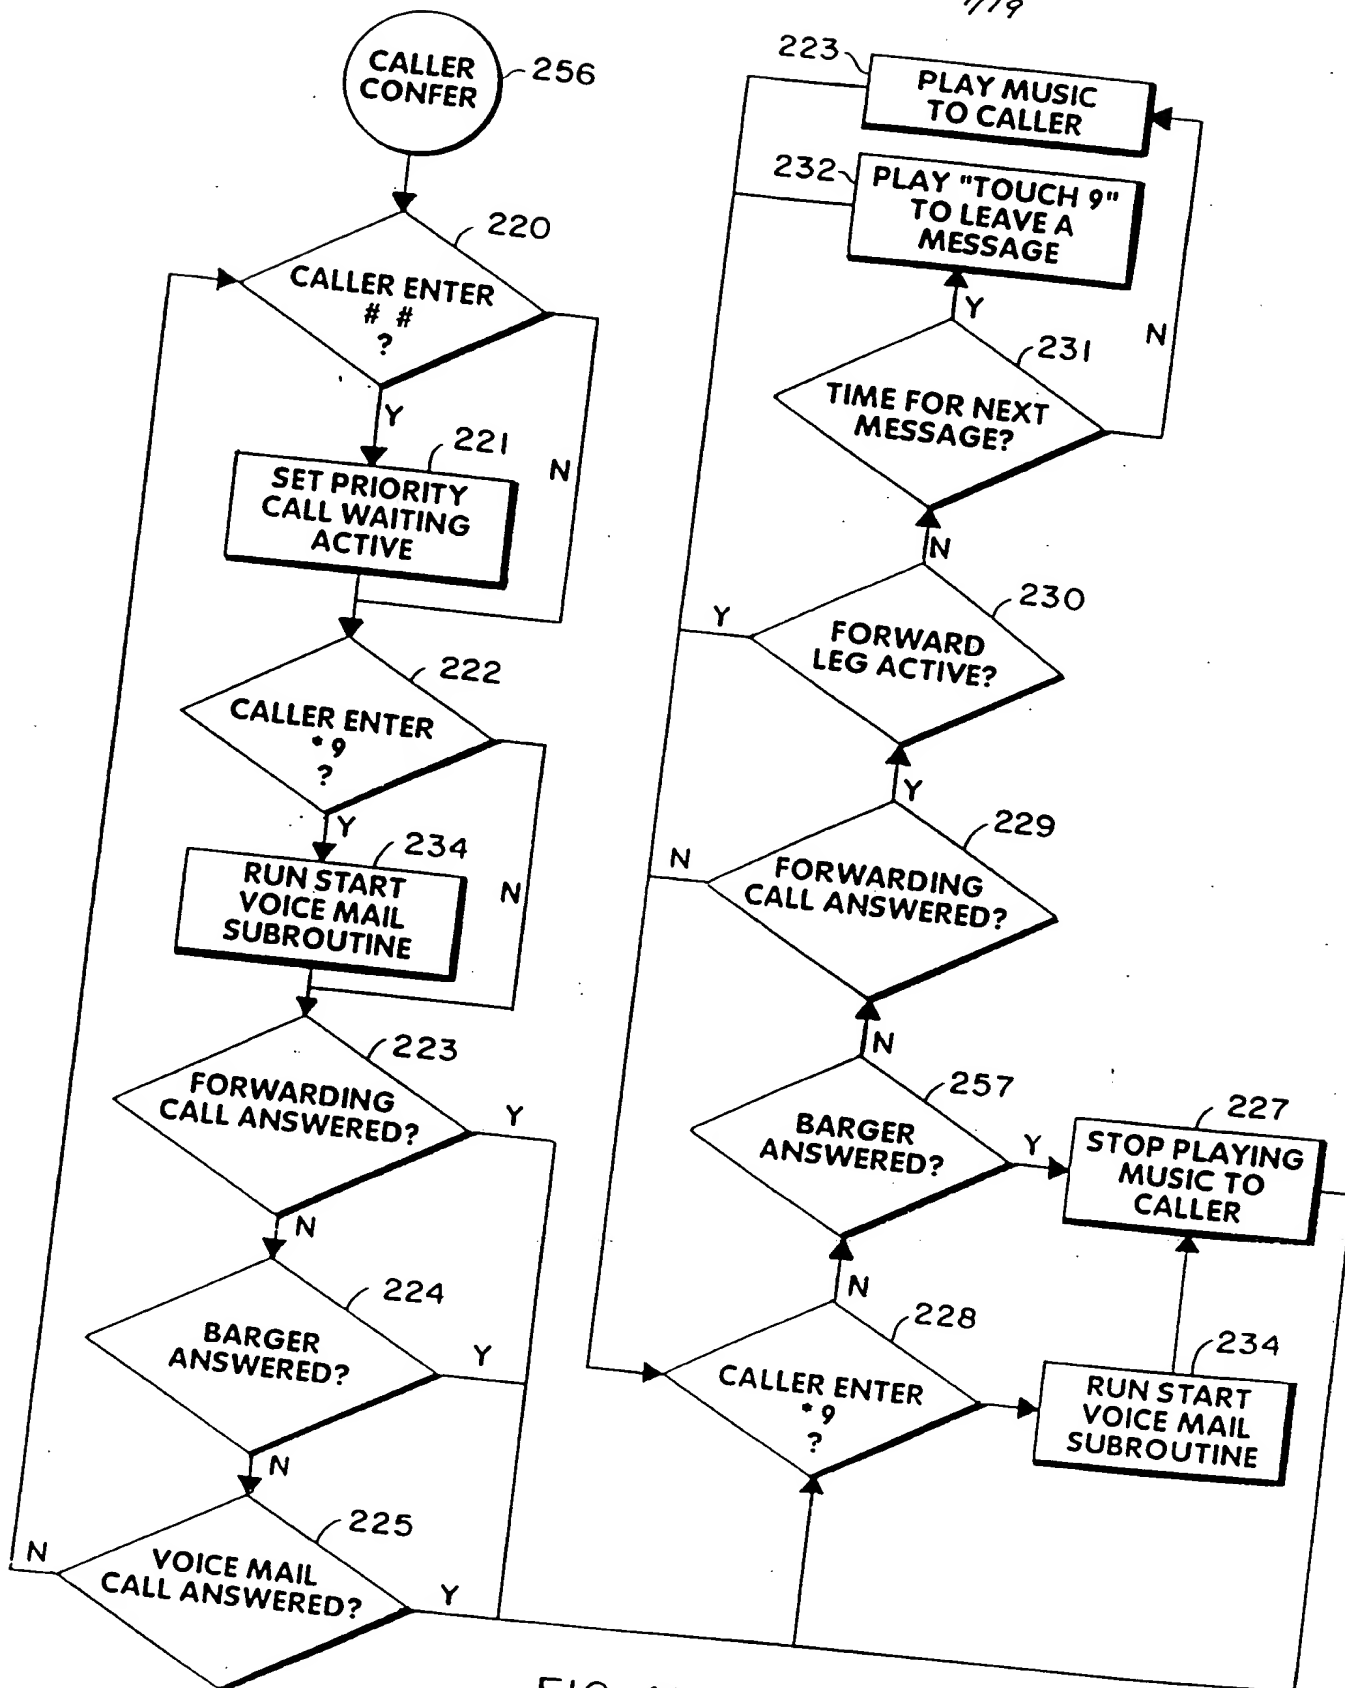 7/9
CALLER
CONFER
256
220
CALLER ENTER
# #
?
Y
N
221
SET PRIORITY
CALL WAITING
ACTIVE
222
CALLER ENTER
*9
?
Y
N
234
RUN START
VOICE MAIL
SUBROUTINE
223
FORWARDING
CALL ANSWERED?
Y
N
224
BARGER
ANSWERED?
Y
N
225
VOICE MAIL
CALL ANSWERED?
N
Y
223
PLAY MUSIC
TO CALLER
232
PLAY "TOUCH 9"
TO LEAVE A
MESSAGE
Y
N
231
TIME FOR NEXT
MESSAGE?
N
230
FORWARD
LEG ACTIVE?
Y
Y
229
FORWARDING
CALL ANSWERED?
N
N
257
BARGER
ANSWERED?
Y
227
STOP PLAYING
MUSIC TO
CALLER
N
228
CALLER ENTER
*9
?
234
RUN START
VOICE MAIL
SUBROUTINE
FIG.